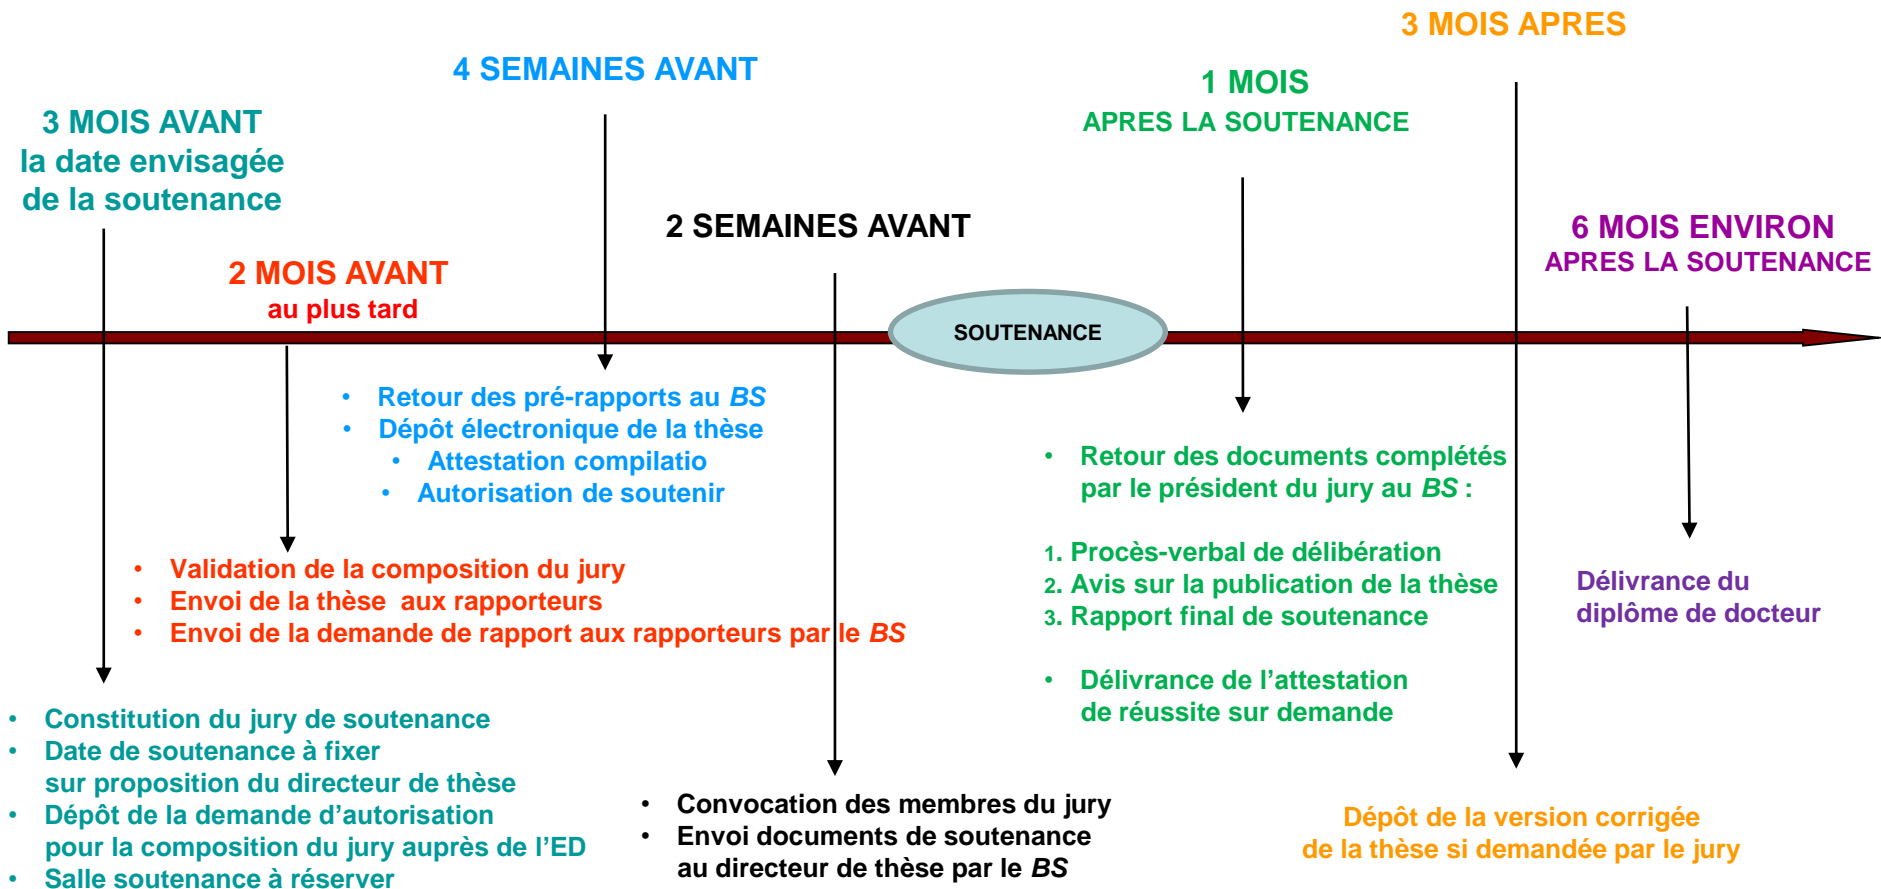 3 MOIS AVANT
la date envisagée
de la soutenance
2 MOIS AVANT
au plus tard
4 SEMAINES AVANT
2 SEMAINES AVANT
SOUTENANCE
1 MOIS
APRES LA SOUTENANCE
3 MOIS APRES
6 MOIS ENVIRON
APRES LA SOUTENANCE
• Retour des pré-rapports au BS
• Dépôt électronique de la thèse
• Attestation compilatio
• Autorisation de soutenir
• Validation de la composition du jury
• Envoi de la thèse aux rapporteurs
• Envoi de la demande de rapport aux rapporteurs par le BS
• Constitution du jury de soutenance
• Date de soutenance à fixer
sur proposition du directeur de thèse
• Dépôt de la demande d'autorisation
pour la composition du jury auprès de l'ED
• Salle soutenance à réserver
• Convocation des membres du jury
• Envoi documents de soutenance
au directeur de thèse par le BS
• Retour des documents complétés
par le président du jury au BS :
1. Procès-verbal de délibération
2. Avis sur la publication de la thèse
3. Rapport final de soutenance
• Délivrance de l'attestation
de réussite sur demande
Dépôt de la version corrigée
de la thèse si demandée par le jury
Délivrance du
diplôme de docteur